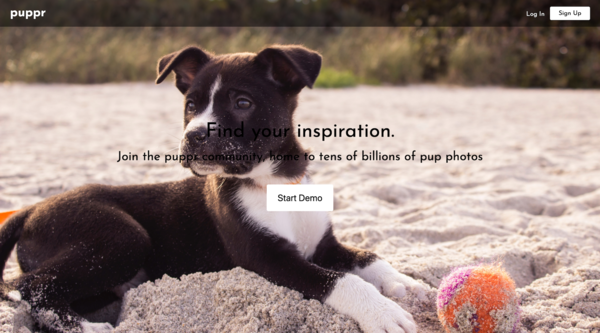 puppr
Log In
Sign Up
Find your inspiration.
Join the puppr community, home to tens of billions of pup photos
Start Demo